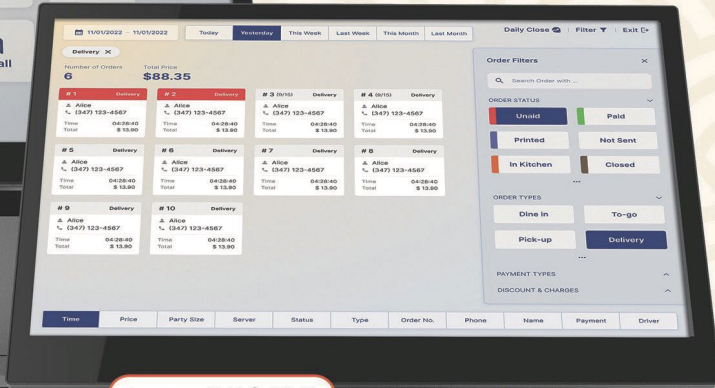 all
11/01/2022 - 11/01/2022
Today
Yesterday
This Week
Last Week
This Month
Last Month
Daily Close
Filter
Exit
Delivery X
Number of Orders
6
Total Price
$88.35
# 1 Delivery
Alice
(347) 123-4567
Time 04:28:40
Total $ 13.90
# 2 Delivery
Alice
(347) 123-4567
Time 04:28:40
Total $ 13.90
# 3 (9/15) Delivery
Alice
(347) 123-4567
Time 04:28:40
Total $ 13.90
# 4 (9/15) Delivery
Alice
(347) 123-4567
Time 04:28:40
Total $ 13.90
# 5 Delivery
Alice
(347) 123-4567
Time 04:28:40
Total $ 13.90
# 6 Delivery
Alice
(347) 123-4567
Time 04:28:40
Total $ 13.90
# 7 Delivery
Alice
(347) 123-4567
Time 04:28:40
Total $ 13.90
# 8 Delivery
Alice
(347) 123-4567
Time 04:28:40
Total $ 13.90
# 9 Delivery
Alice
(347) 123-4567
Time 04:28:40
Total $ 13.90
# 10 Delivery
Alice
(347) 123-4567
Time 04:28:40
Total $ 13.90
Order Filters
Search Order with ...
ORDER STATUS
Unaid
Paid
Printed
Not Sent
In Kitchen
Closed
...
ORDER TYPES
Dine In
To-go
Pick-up
Delivery
...
PAYMENT TYPES
DISCOUNT & CHARGES
Time
Price
Party Size
Server
Status
Type
Order No.
Phone
Name
Payment
Driver